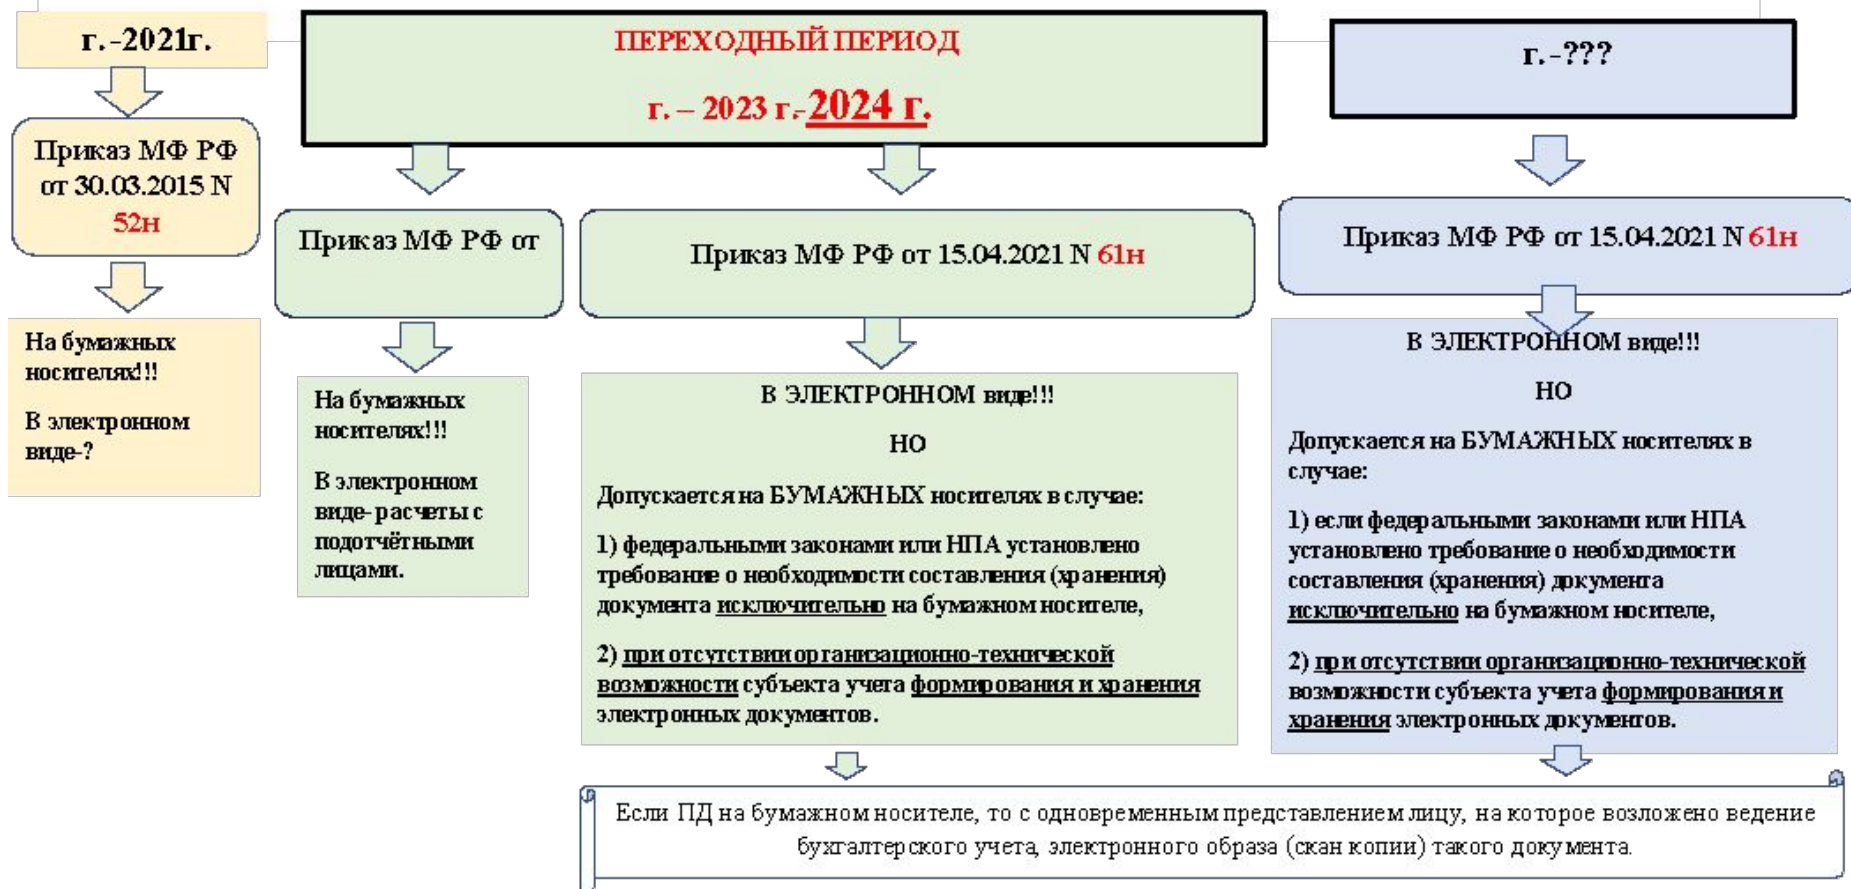 г.-2021г.
Приказ МФ РФ
от 30.03.2015 N
52н
На бумажных
носителях!!!
В электронном
виде-?
ПЕРЕХОДНЫЙ ПЕРИОД
г. – 2023 г.-2024 г.
Приказ МФ РФ от
На бумажных
носителях!!!
В электронном
виде- расчеты с
подотчётными
лицами.
Приказ МФ РФ от 15.04.2021 N 61н
В ЭЛЕКТРОННОМ виде!!!
НО
Допускается на БУМАЖНЫХ носителях в случае:
1) федеральными законами или НПА установлено
требование о необходимости составления (хранения)
документа исключительно на бумажном носителе,
2) при отсутствии организационно-технической
возможности субъекта учета формирования и хранения
электронных документов.
г.-???
Приказ МФ РФ от 15.04.2021 N 61н
В ЭЛЕКТРОННОМ виде!!!
НО
Допускается на БУМАЖНЫХ носителях в
случае:
1) если федеральными законами или НПА
установлено требование о необходимости
составления (хранения) документа
исключительно на бумажном носителе,
2) при отсутствии организационно-технической
возможности субъекта учета формирования и
хранения электронных документов.
Если ПД на бумажном носителе, то с одновременным представлением лицу, на которое возложено ведение
бухгалтерского учета, электронного образа (скан копии) такого документа.